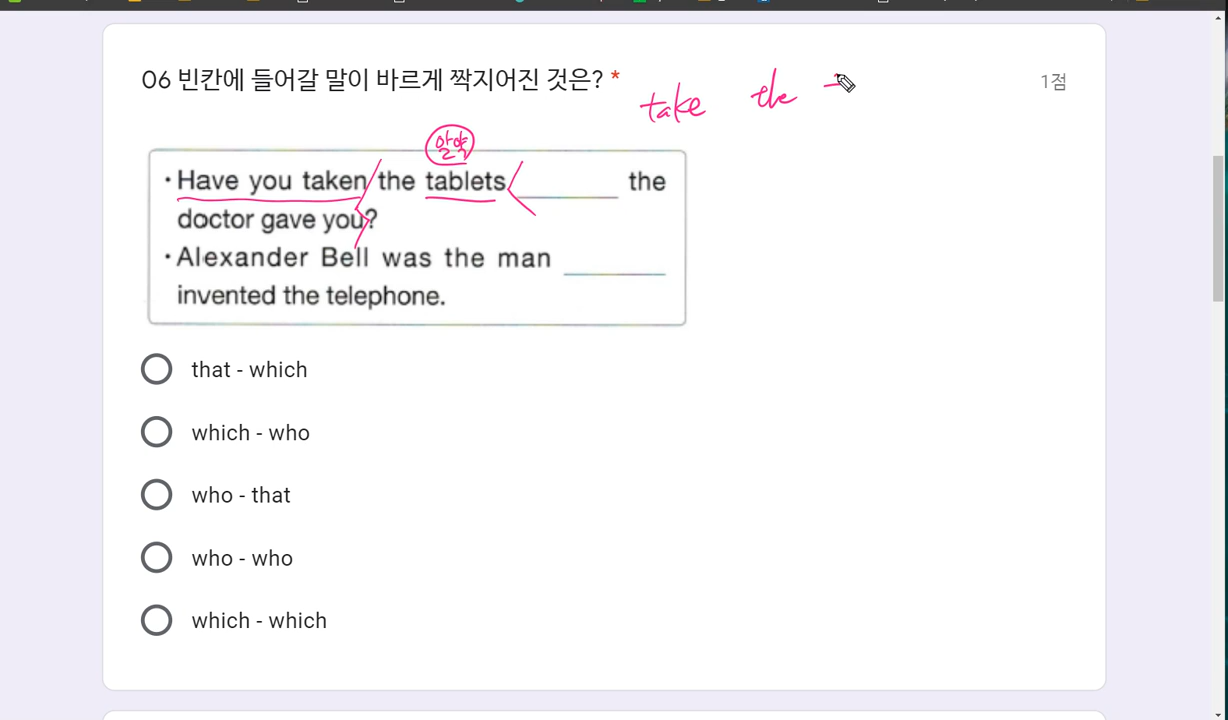 06 빈칸에 들어갈 말이 바르게 짝지어진 것은? *
1점
take the
알약
· Have you taken the tablets ______ the
doctor gave you?
· Alexander Bell was the man ______
invented the telephone.
that - which
which - who
who - that
who - who
which - which